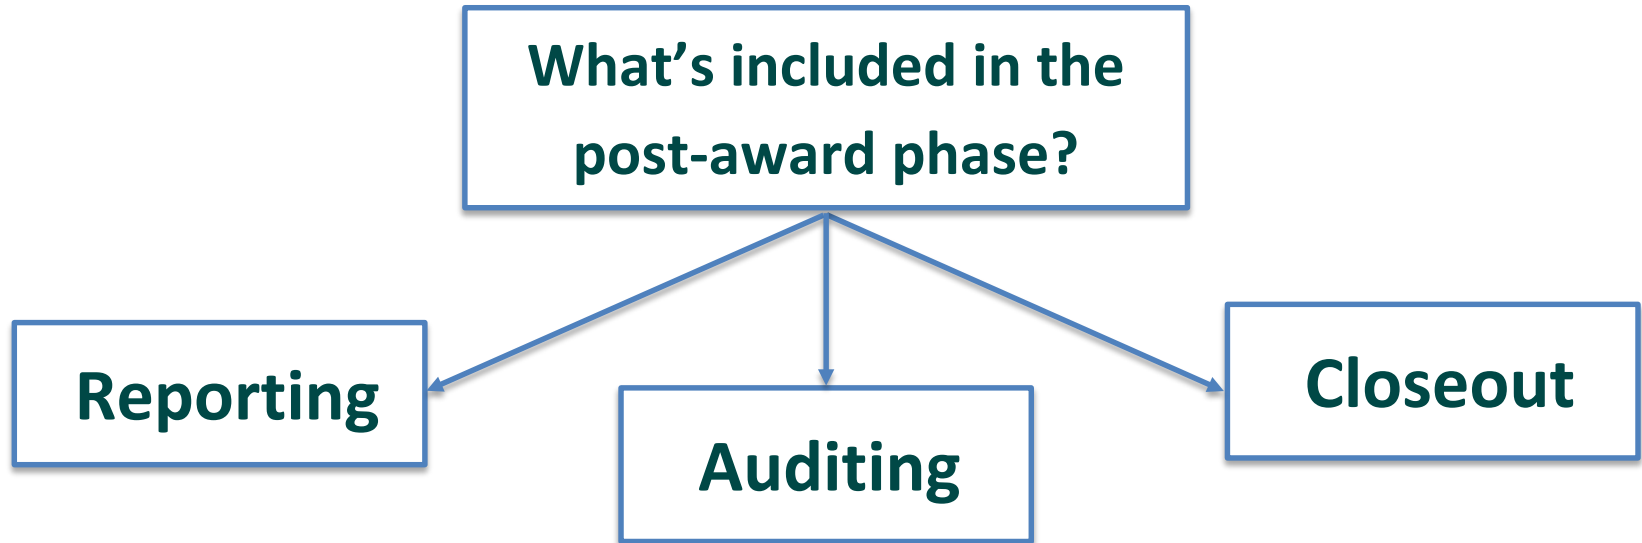 What’s included in the
post-award phase?
Reporting
Auditing
Closeout